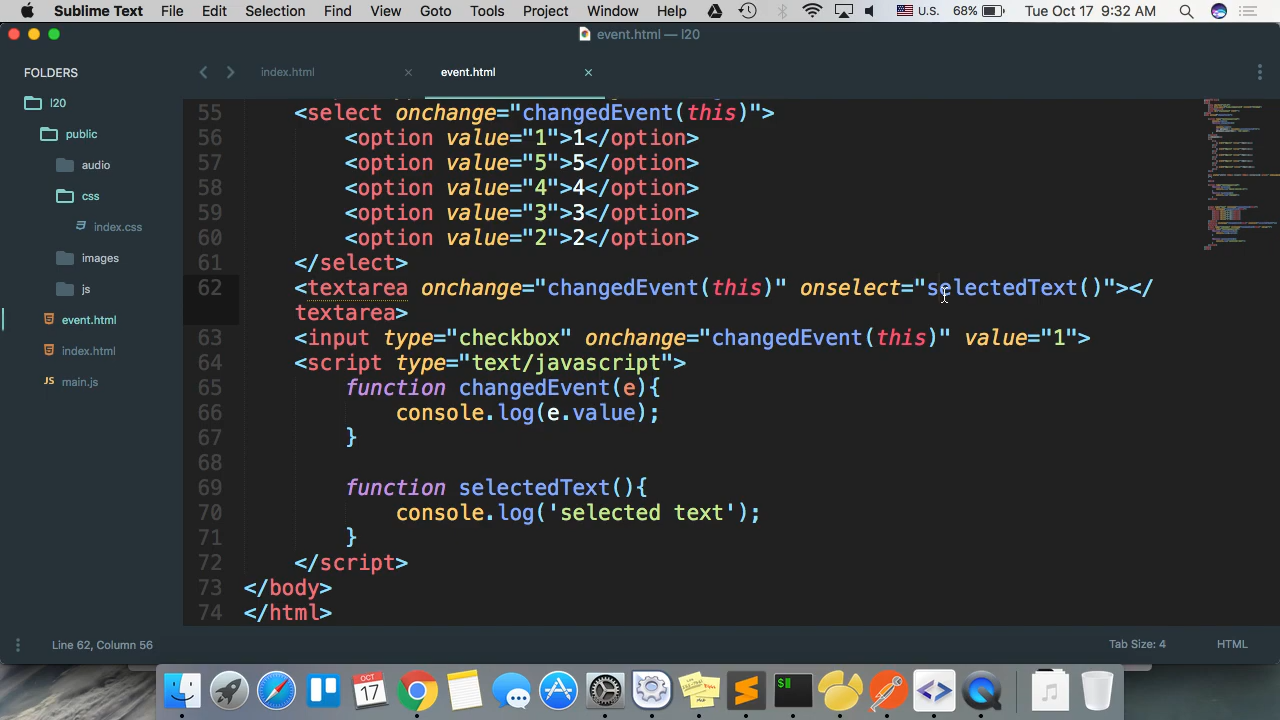 Sublime Text File Edit Selection Find View Goto Tools Project Window Help U.S. 68% Tue Oct 17 9:32 AM
event.html — l20
FOLDERS
l20
public
audio
css
index.css
images
js
event.html
index.html
main.js
index.html event.html
55 <select onchange="changedEvent(this)">
56 <option value="1">1</option>
57 <option value="5">5</option>
58 <option value="4">4</option>
59 <option value="3">3</option>
60 <option value="2">2</option>
61 </select>
62 <textarea onchange="changedEvent(this)" onselect="selectedText()"></
textarea>
63 <input type="checkbox" onchange="changedEvent(this)" value="1">
64 <script type="text/javascript">
65 function changedEvent(e){
66 console.log(e.value);
67 }
68
69 function selectedText(){
70 console.log('selected text');
71 }
72 </script>
73 </body>
74 </html>
Line 62, Column 56 Tab Size: 4 HTML
OCT
17